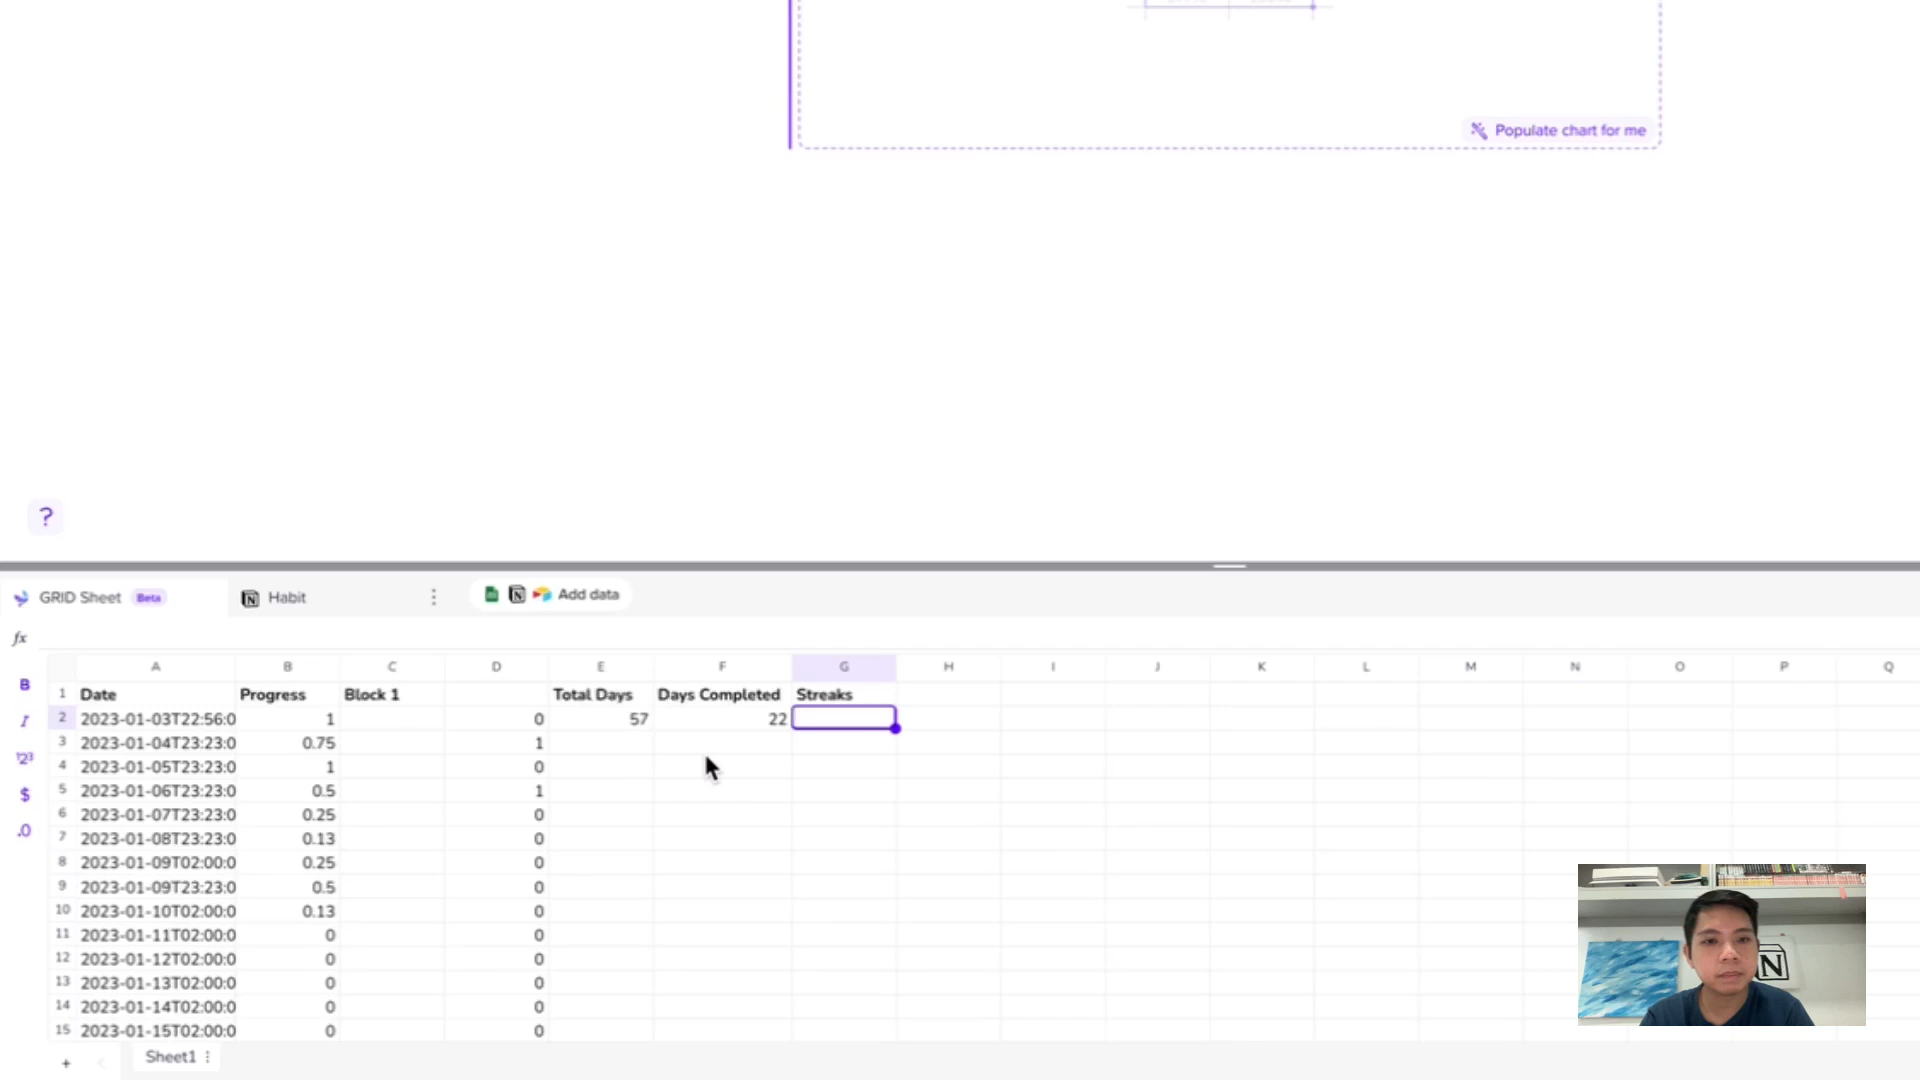 Populate chart for me
?
GRID Sheet Beta
Habit
Add data
fx
A B C D E F G H I J K L M N O P Q
B
I
123
$
.0
1 Date Progress Block 1 Total Days Days Completed Streaks
2 2023-01-03T22:56:0 1 0 57 22
3 2023-01-04T23:23:0 0.75 1
4 2023-01-05T23:23:0 1 0
5 2023-01-06T23:23:0 0.5 1
6 2023-01-07T23:23:0 0.25 0
7 2023-01-08T23:23:0 0.13 0
8 2023-01-09T02:00:0 0.25 0
9 2023-01-09T23:23:0 0.5 0
10 2023-01-10T02:00:0 0.13 0
11 2023-01-11T02:00:0 0 0
12 2023-01-12T02:00:0 0 0
13 2023-01-13T02:00:0 0 0
14 2023-01-14T02:00:0 0 0
15 2023-01-15T02:00:0 0 0
+ Sheet1
N